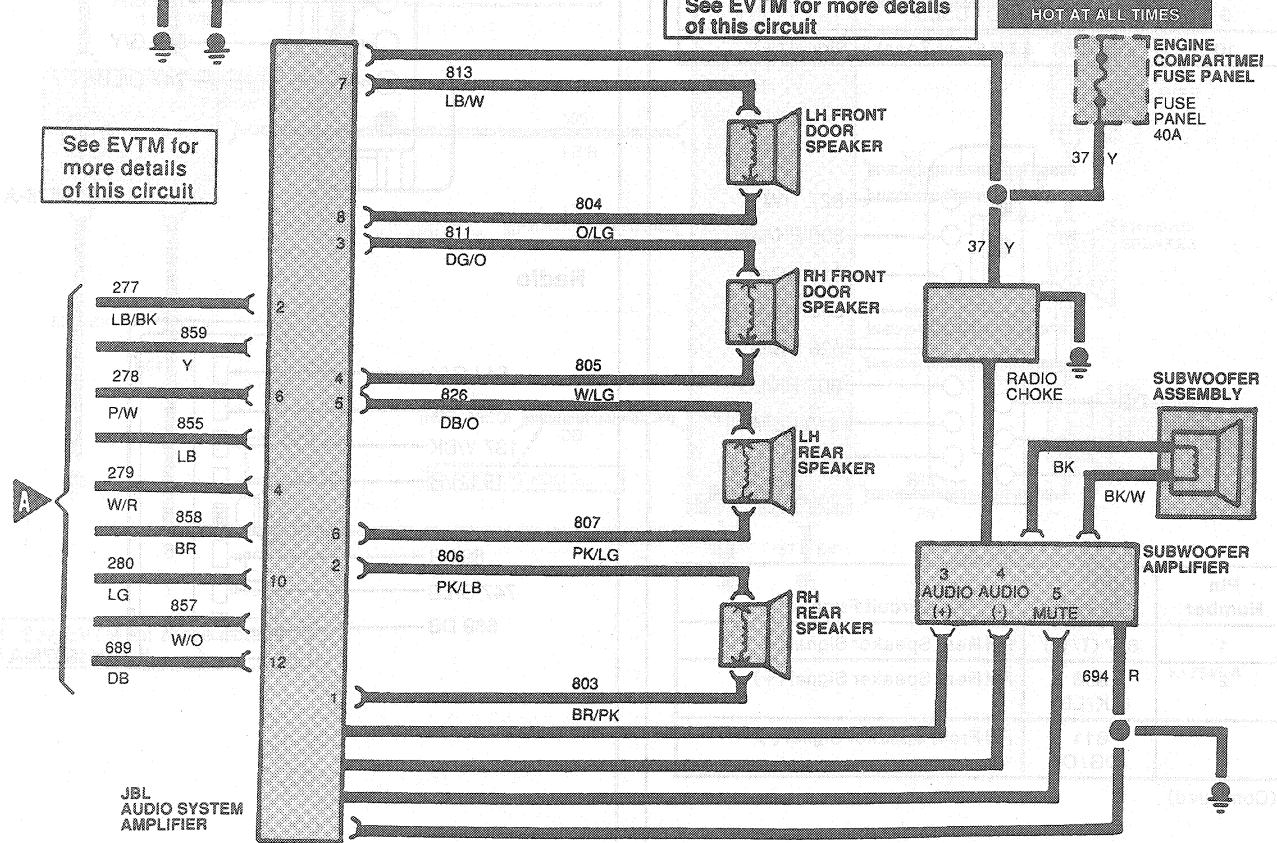 See EVTM for more details
of this circuit
HOT AT ALL TIMES
ENGINE
COMPARTMEI
FUSE PANEL
FUSE
PANEL
40A
37 Y
See EVTM for
more details
of this circuit
7
813
LB/W
LH FRONT
DOOR
SPEAKER
8
804
O/LG
3
811
DG/O
RH FRONT
DOOR
SPEAKER
37 Y
277
LB/BK
2
859
Y
278
P/W
6
855
LB
279
W/R
4
858
BR
280
LG
10
857
W/O
689
DB
12
A
4
805
W/LG
5
826
DB/O
LH
REAR
SPEAKER
6
807
PK/LG
2
806
PK/LB
RH
REAR
SPEAKER
1
803
BR/PK
RADIO
CHOKE
SUBWOOFER
ASSEMBLY
BK
BK/W
SUBWOOFER
AMPLIFIER
3 4
AUDIO AUDIO 5
(+) (-) MUTE
694 R
JBL
AUDIO SYSTEM
AMPLIFIER